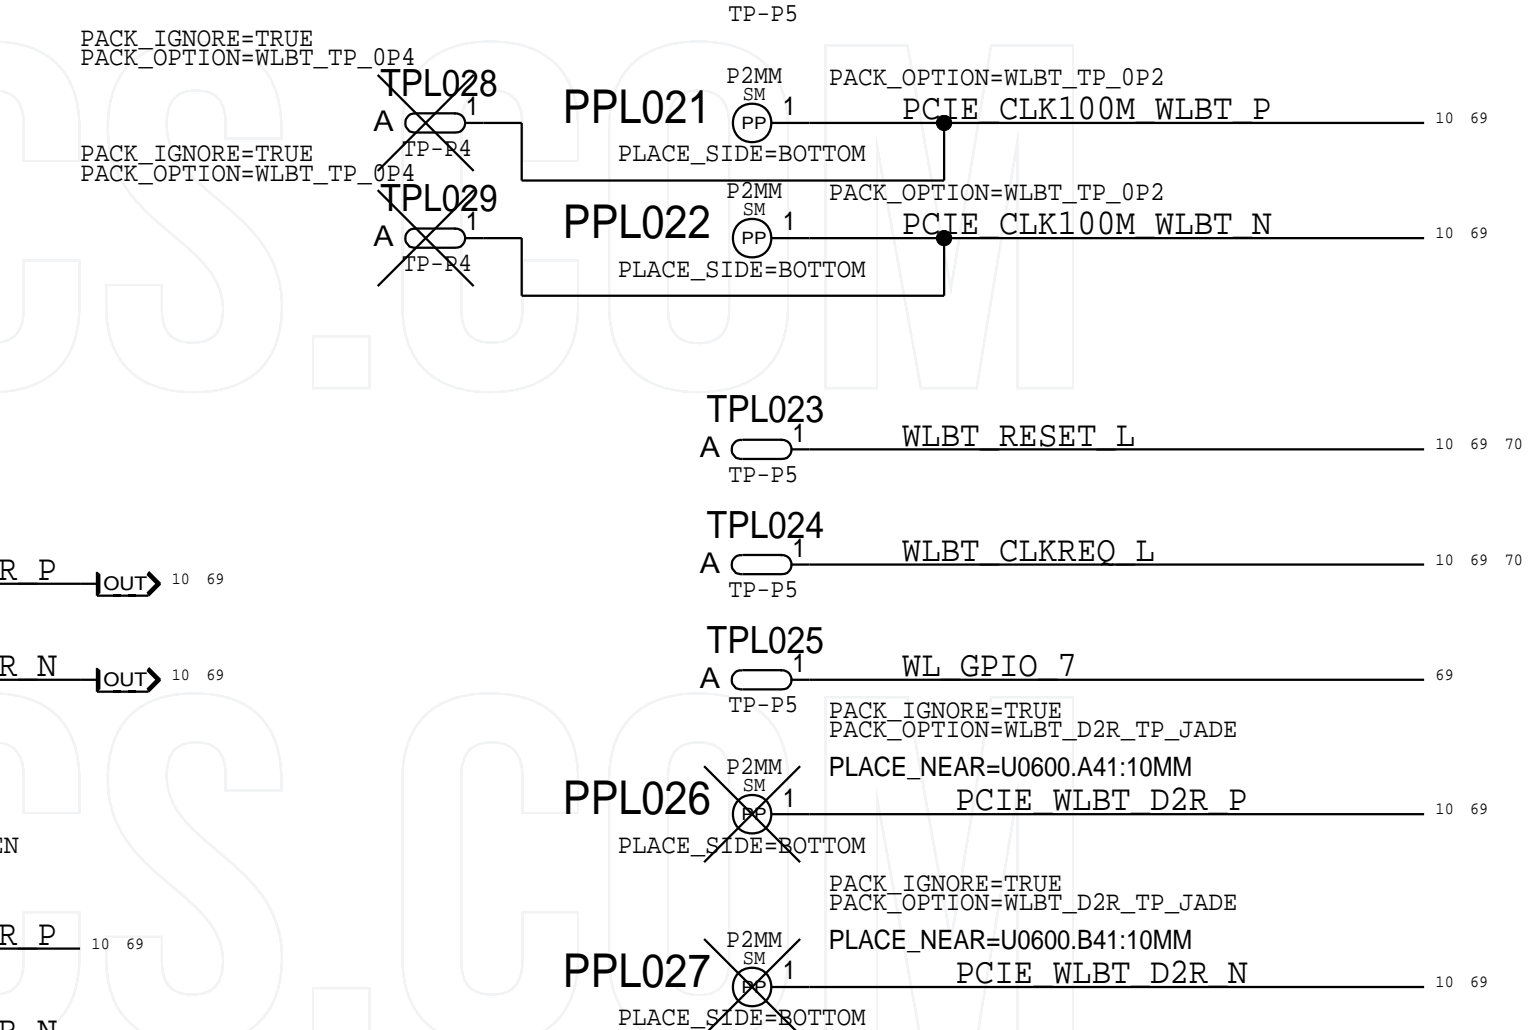 TP-P5
PACK_IGNORE=TRUE
PACK_OPTION=WLBT_TP_0P4
TPL028
A
1
TP-P4
PPL021
P2MM
SM
PP
1
PLACE_SIDE=BOTTOM
PACK_OPTION=WLBT_TP_0P2
PCIE_CLK100M_WLBT_P
10 69
PACK_IGNORE=TRUE
PACK_OPTION=WLBT_TP_0P4
TPL029
A
1
TP-P4
PPL022
P2MM
SM
PP
1
PLACE_SIDE=BOTTOM
PACK_OPTION=WLBT_TP_0P2
PCIE_CLK100M_WLBT_N
10 69
TPL023
A
1
TP-P5
WLBT_RESET_L
10 69 70
TPL024
A
1
TP-P5
WLBT_CLKREQ_L
10 69 70
R_P
OUT
10 69
TPL025
A
1
TP-P5
WL_GPIO_7
69
R_N
OUT
10 69
PACK_IGNORE=TRUE
PACK_OPTION=WLBT_D2R_TP_JADE
PLACE_NEAR=U0600.A41:10MM
PPL026
P2MM
SM
PP
1
PLACE_SIDE=BOTTOM
PCIE_WLBT_D2R_P
10 69
EN
PACK_IGNORE=TRUE
PACK_OPTION=WLBT_D2R_TP_JADE
PLACE_NEAR=U0600.B41:10MM
R_P
10 69
PPL027
P2MM
SM
PP
1
PLACE_SIDE=BOTTOM
PCIE_WLBT_D2R_N
10 69
R_N
CS.COM
CS.COM